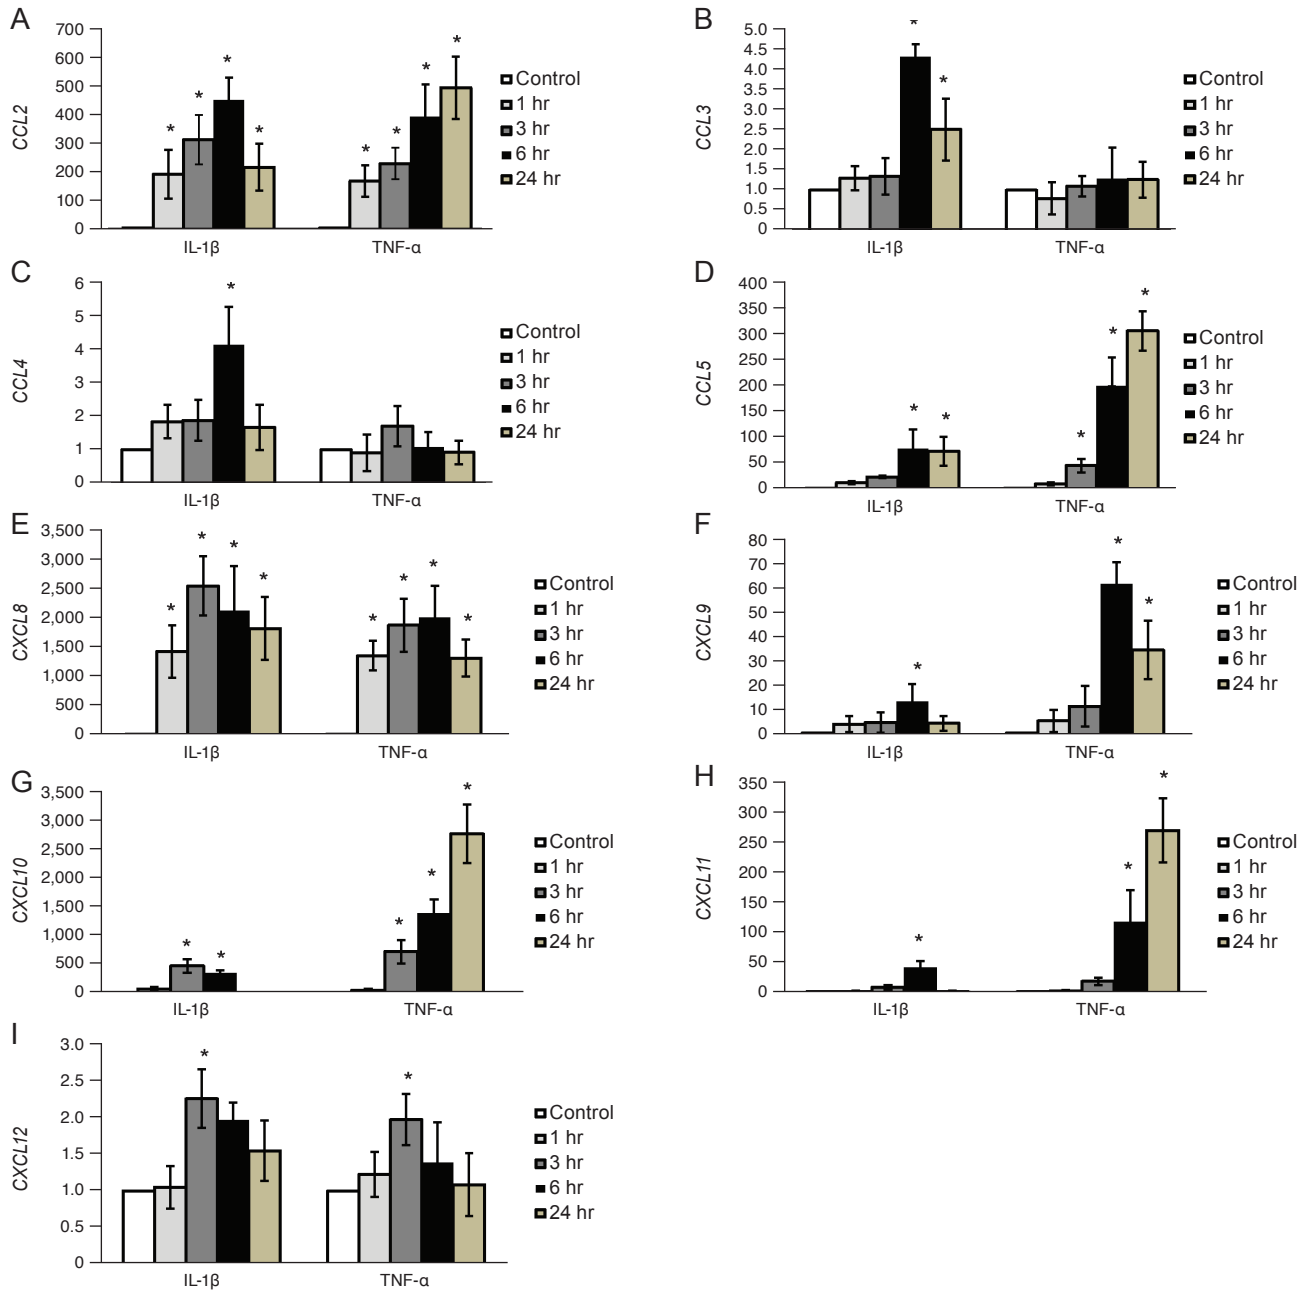 A
CCL2
700
600
500
400
300
200
100
0
* * * * * * * *
IL-1β TNF-α
Control
1 hr
3 hr
6 hr
24 hr
B
CCL3
5.0
4.5
4.0
3.5
3.0
2.5
2.0
1.5
1.0
0.5
0
* *
IL-1β TNF-α
Control
1 hr
3 hr
6 hr
24 hr
C
CCL4
6
5
4
3
2
1
0
*
IL-1β TNF-α
Control
1 hr
3 hr
6 hr
24 hr
D
CCL5
400
350
300
250
200
150
100
50
0
* * * * *
IL-1β TNF-α
Control
1 hr
3 hr
6 hr
24 hr
E
CXCL8
3,500
3,000
2,500
2,000
1,500
1,000
500
0
* * * * * * * *
IL-1β TNF-α
Control
1 hr
3 hr
6 hr
24 hr
F
CXCL9
80
70
60
50
40
30
20
10
0
* * *
IL-1β TNF-α
Control
1 hr
3 hr
6 hr
24 hr
G
CXCL10
3,500
3,000
2,500
2,000
1,500
1,000
500
0
* * * * *
IL-1β TNF-α
Control
1 hr
3 hr
6 hr
24 hr
H
CXCL11
350
300
250
200
150
100
50
0
* * *
IL-1β TNF-α
Control
1 hr
3 hr
6 hr
24 hr
I
CXCL12
3.0
2.5
2.0
1.5
1.0
0.5
0
* *
IL-1β TNF-α
Control
1 hr
3 hr
6 hr
24 hr